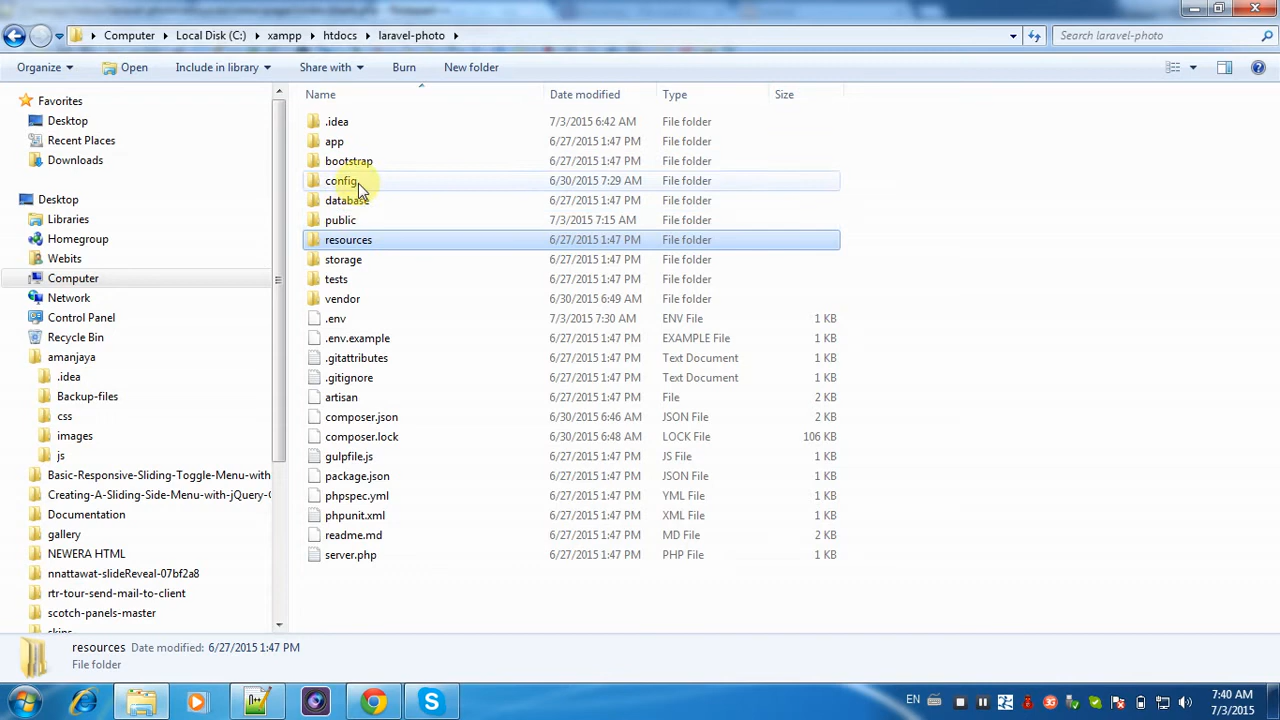 Computer ▸ Local Disk (C:) ▸ xampp ▸ htdocs ▸ laravel-photo ▸ Search laravel-photo
Organize Open Include in library Share with Burn New folder
Name Date modified Type Size
Favorites
Desktop
Recent Places
Downloads
Desktop
Libraries
Homegroup
Webits
Computer
Network
Control Panel
Recycle Bin
amanjaya
.idea
Backup-files
css
images
js
Basic-Responsive-Sliding-Toggle-Menu-with
Creating-A-Sliding-Side-Menu-with-jQuery-
Documentation
gallery
NEWERA HTML
nnattawat-slideReveal-07bf2a8
rtr-tour-send-mail-to-client
scotch-panels-master
skins
.idea 7/3/2015 6:42 AM File folder
app 6/27/2015 1:47 PM File folder
bootstrap 6/27/2015 1:47 PM File folder
config 6/30/2015 7:29 AM File folder
database 6/27/2015 1:47 PM File folder
public 7/3/2015 7:15 AM File folder
resources 6/27/2015 1:47 PM File folder
storage 6/27/2015 1:47 PM File folder
tests 6/27/2015 1:47 PM File folder
vendor 6/30/2015 6:49 AM File folder
.env 7/3/2015 7:30 AM ENV File 1 KB
.env.example 6/27/2015 1:47 PM EXAMPLE File 1 KB
.gitattributes 6/27/2015 1:47 PM Text Document 1 KB
.gitignore 6/27/2015 1:47 PM Text Document 1 KB
artisan 6/27/2015 1:47 PM File 2 KB
composer.json 6/30/2015 6:46 AM JSON File 2 KB
composer.lock 6/30/2015 6:48 AM LOCK File 106 KB
gulpfile.js 6/27/2015 1:47 PM JS File 1 KB
package.json 6/27/2015 1:47 PM JSON File 1 KB
phpspec.yml 6/27/2015 1:47 PM YML File 1 KB
phpunit.xml 6/27/2015 1:47 PM XML File 1 KB
readme.md 6/27/2015 1:47 PM MD File 2 KB
server.php 6/27/2015 1:47 PM PHP File 1 KB
resources Date modified: 6/27/2015 1:47 PM
File folder
EN 7:40 AM
7/3/2015